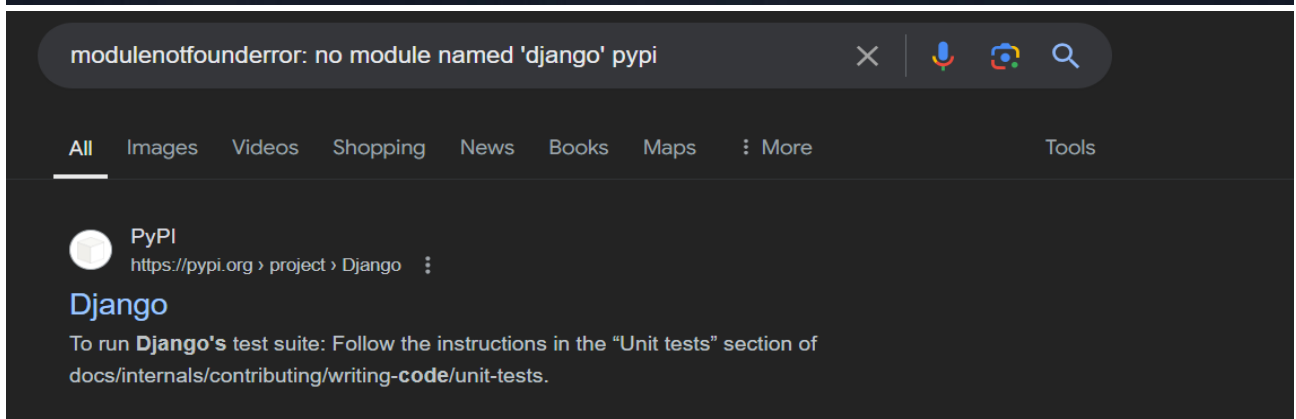 modulenotfounderror: no module named 'django' pypi
All Images Videos Shopping News Books Maps More Tools
PyPI
https://pypi.org › project › Django
Django
To run Django's test suite: Follow the instructions in the “Unit tests” section of
docs/internals/contributing/writing-code/unit-tests.